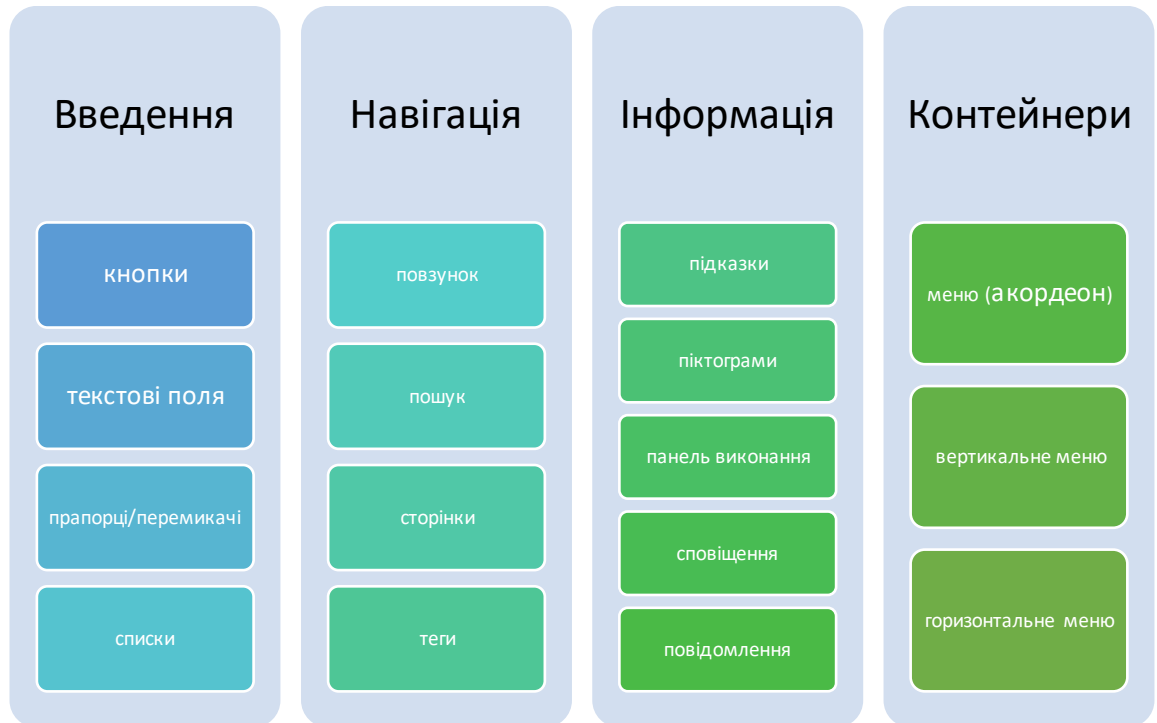 Введення
кнопки
текстові поля
прапорці/перемикачі
списки
Навігація
повзунок
пошук
сторінки
теги
Інформація
підказки
піктограми
панель виконання
сповіщення
повідомлення
Контейнери
меню (акордеон)
вертикальне меню
горизонтальне меню